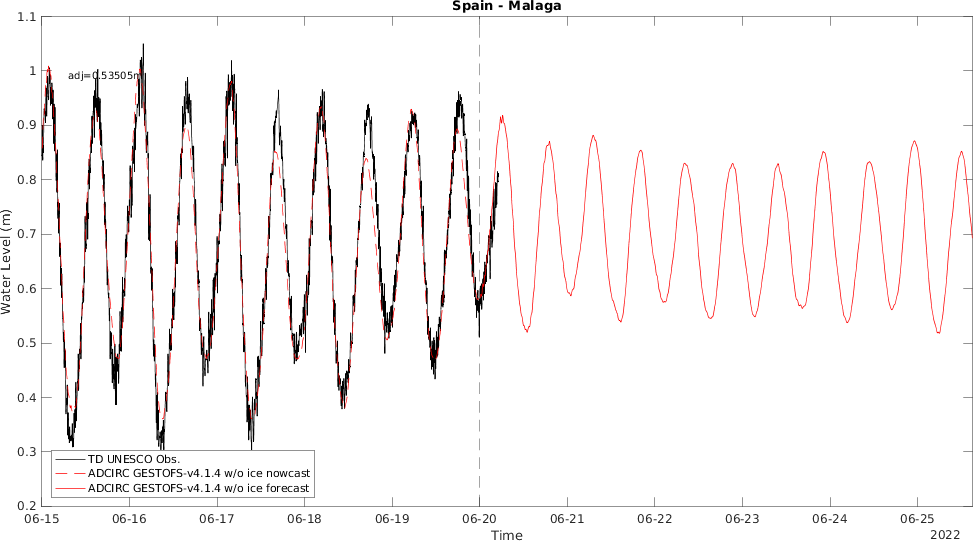 Spain - Malaga
1.1
1
0.9
0.8
0.7
0.6
0.5
0.4
0.3
0.2
Water Level (m)
adj=0.53505m
TD UNESCO Obs.
ADCIRC GESTOFS-v4.1.4 w/o ice nowcast
ADCIRC GESTOFS-v4.1.4 w/o ice forecast
06-15 06-16 06-17 06-18 06-19 06-20 06-21 06-22 06-23 06-24 06-25
Time
2022